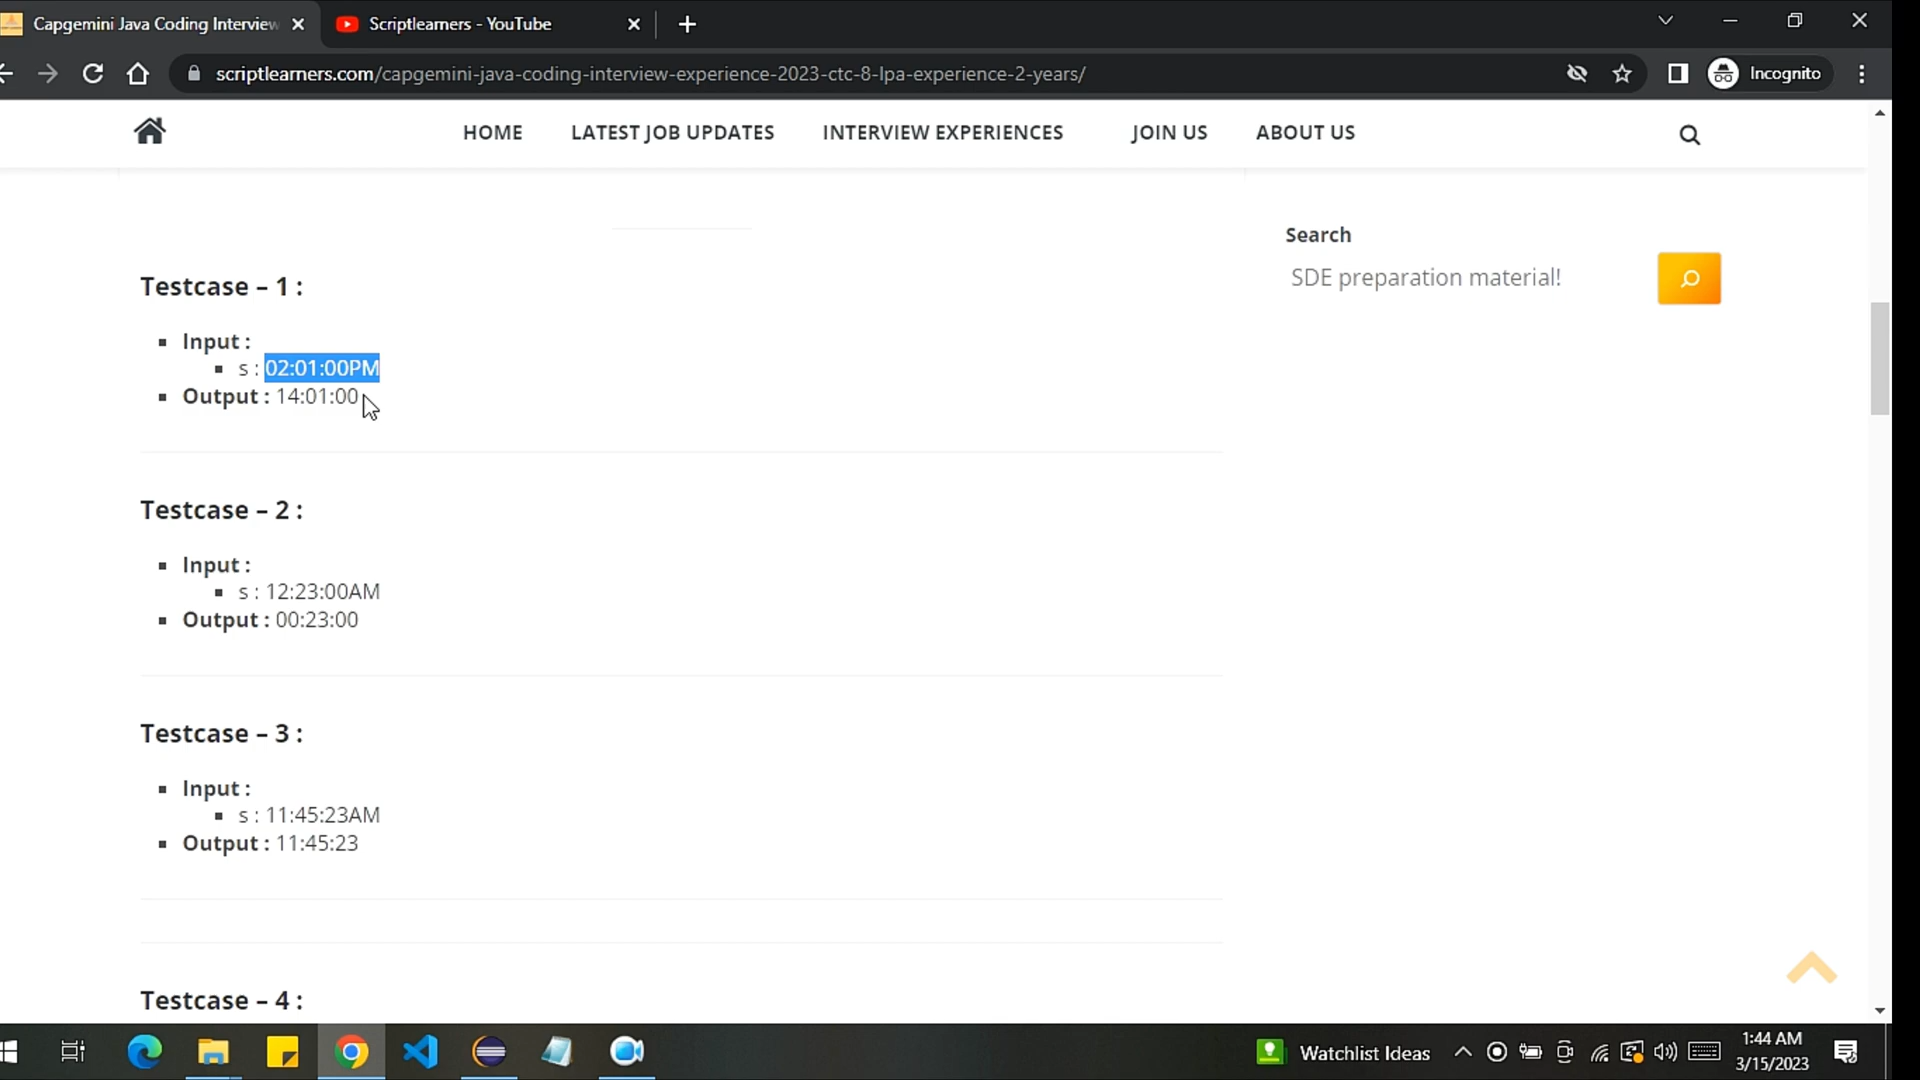 Capgemini Java Coding Interview
Scriptlearners - YouTube
scriptlearners.com/capgemini-java-coding-interview-experience-2023-ctc-8-lpa-experience-2-years/
Incognito
HOME
LATEST JOB UPDATES
INTERVIEW EXPERIENCES
JOIN US
ABOUT US
Search
SDE preparation material!
Testcase – 1 :
Input :
s : 02:01:00PM
Output : 14:01:00
Testcase – 2 :
Input :
s : 12:23:00AM
Output : 00:23:00
Testcase – 3 :
Input :
s : 11:45:23AM
Output : 11:45:23
Testcase – 4 :
Watchlist Ideas
1:44 AM
3/15/2023